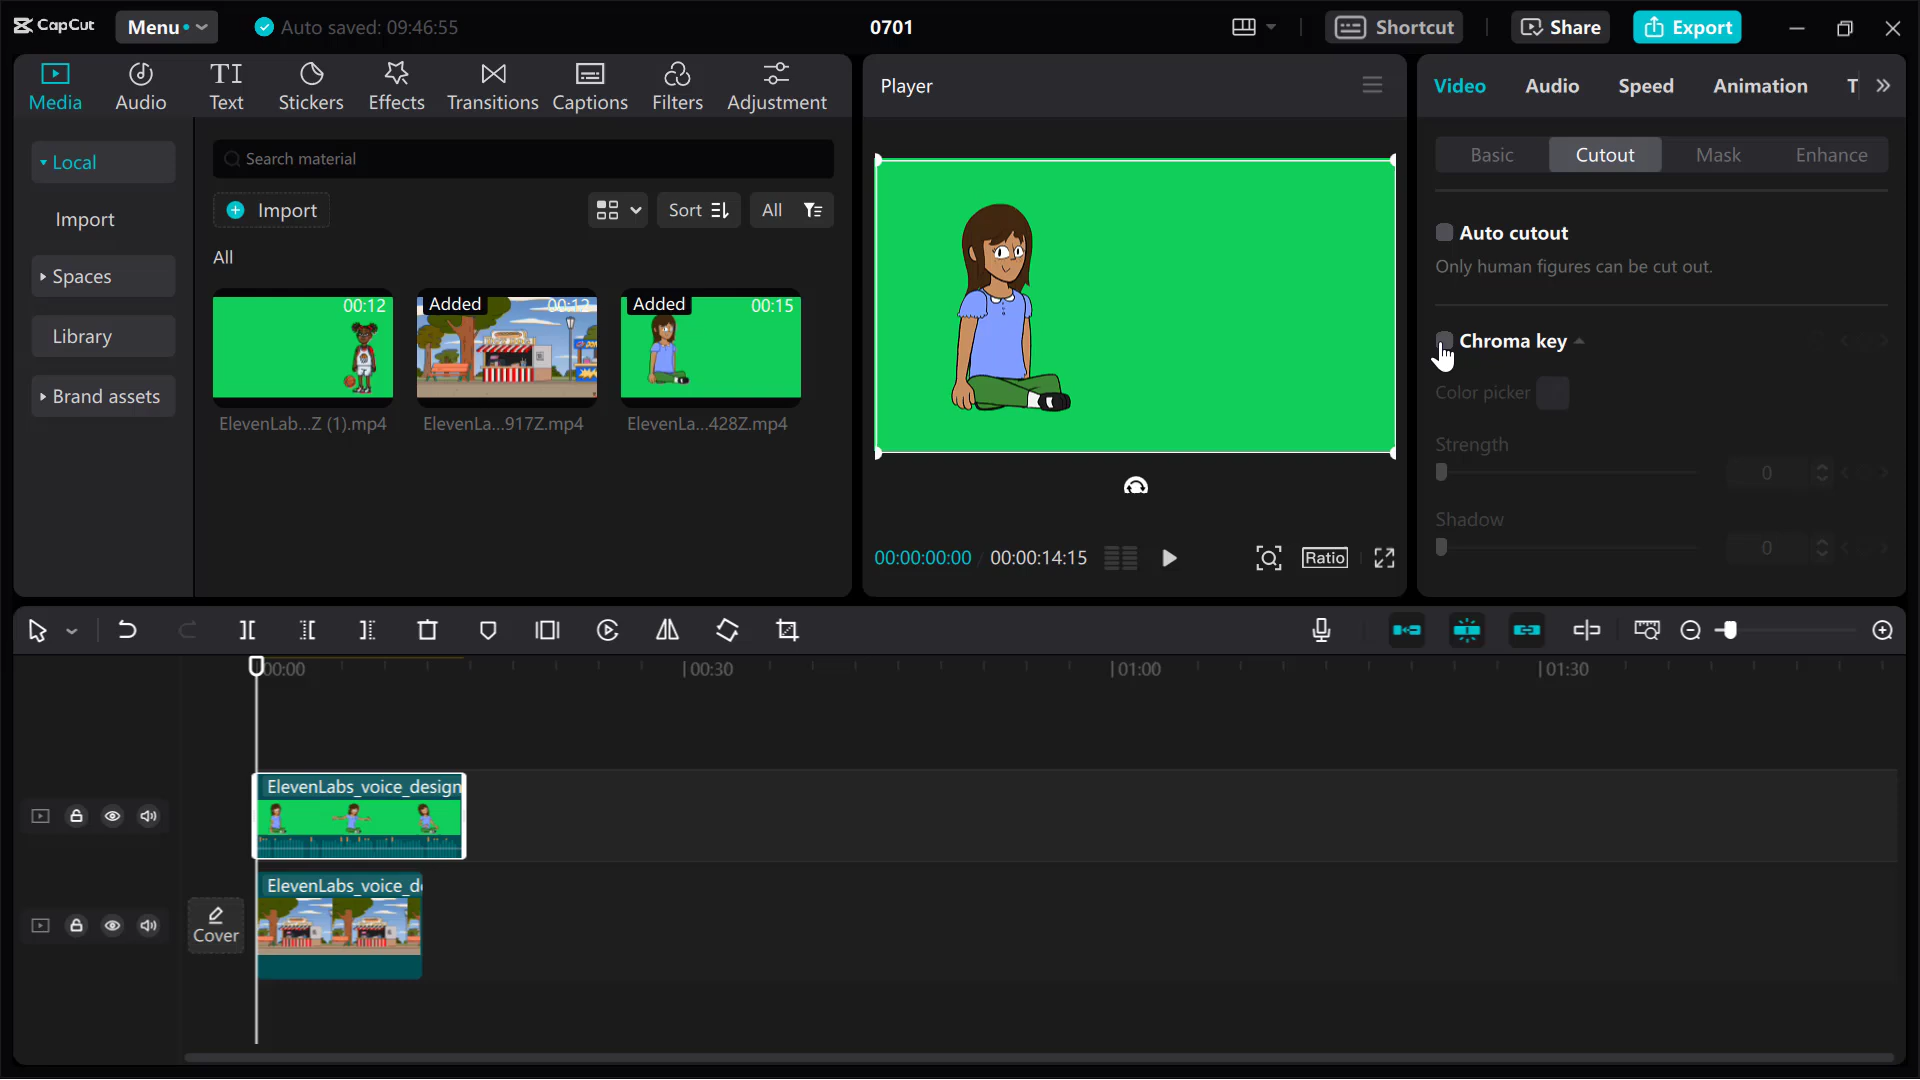 CapCut
Menu
Auto saved: 09:46:55
0701
Shortcut
Share
Export
Media
Audio
Text
Stickers
Effects
Transitions
Captions
Filters
Adjustment
Local
Import
Spaces
Library
Brand assets
Search material
Import
Sort
All
All
00:12
ElevenLab...Z (1).mp4
Added
00:12
ElevenLa...917Z.mp4
Added
00:15
ElevenLa...428Z.mp4
Player
00:00:00:00 / 00:00:14:15
Ratio
Video
Audio
Speed
Animation
T
Basic
Cutout
Mask
Enhance
Auto cutout
Only human figures can be cut out.
Chroma key
Color picker
Strength
0
Shadow
0
00:00
00:30
01:00
01:30
ElevenLabs_voice_design
Cover
ElevenLabs_voice_d